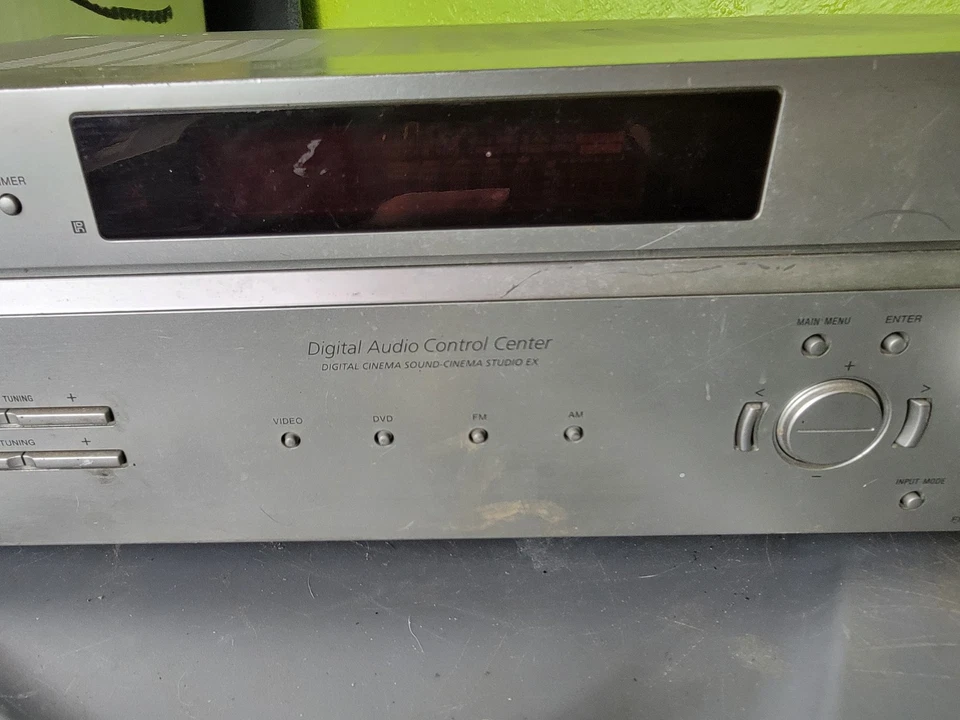 MMER
Digital Audio Control Center
DIGITAL CINEMA SOUND-CINEMA STUDIO EX
MAIN MENU
ENTER
+
TUNING +
TUNING +
VIDEO
DVD
FM
AM
<
>
−
INPUT MODE